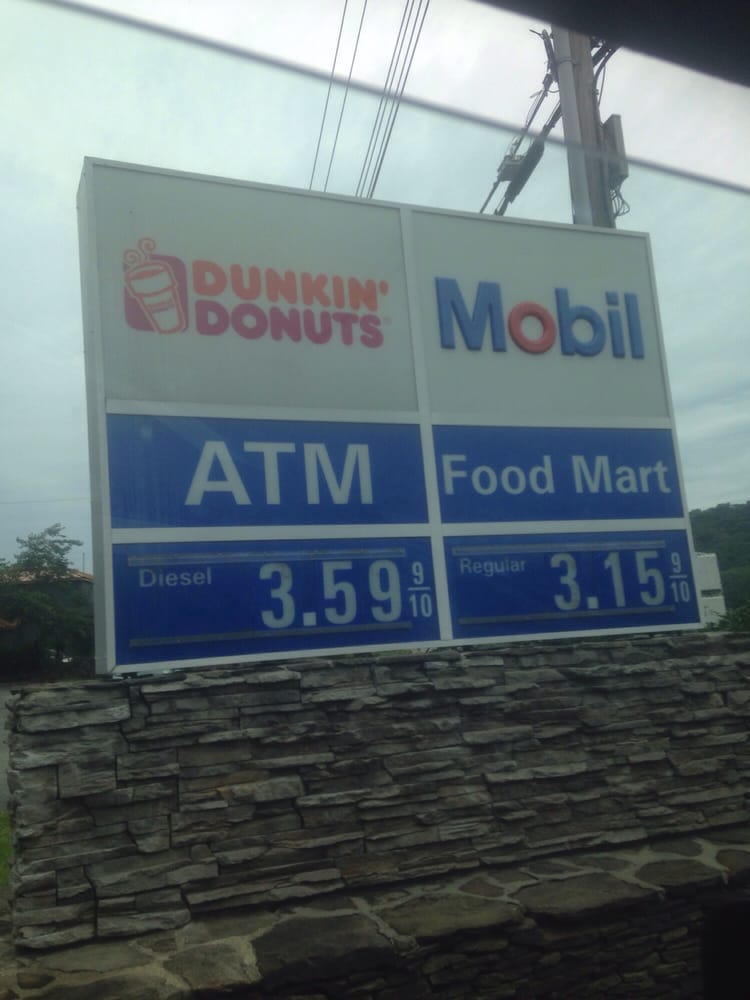 DUNKIN'
DONUTS
Mobil
ATM
Food Mart
Diesel 3.59 9/10
Regular 3.15 9/10